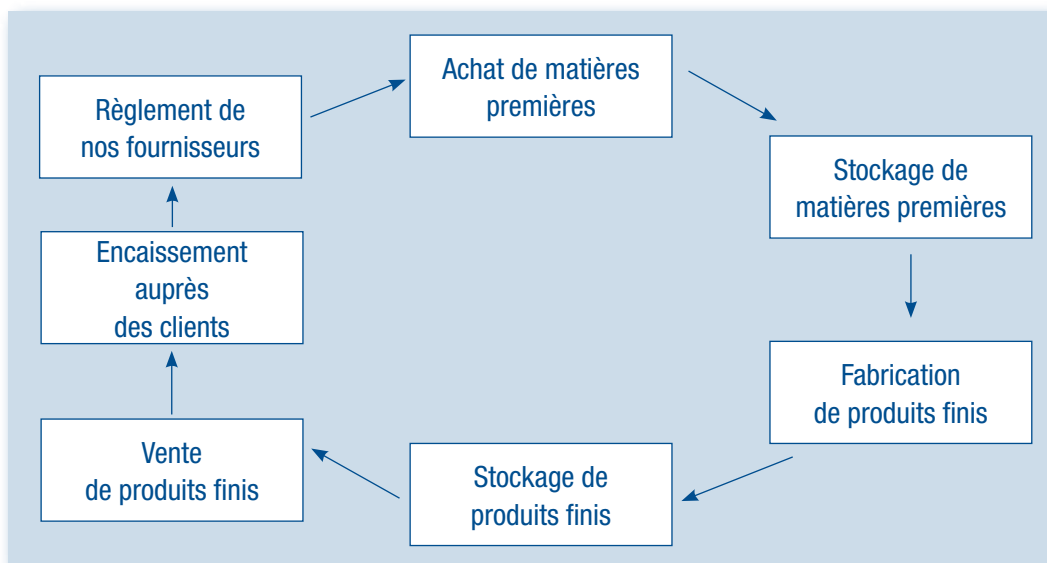 Achat de matières
premières
Stockage de
matières premières
Fabrication
de produits finis
Stockage de
produits finis
Vente
de produits finis
Encaissement
auprès
des clients
Règlement de
nos fournisseurs